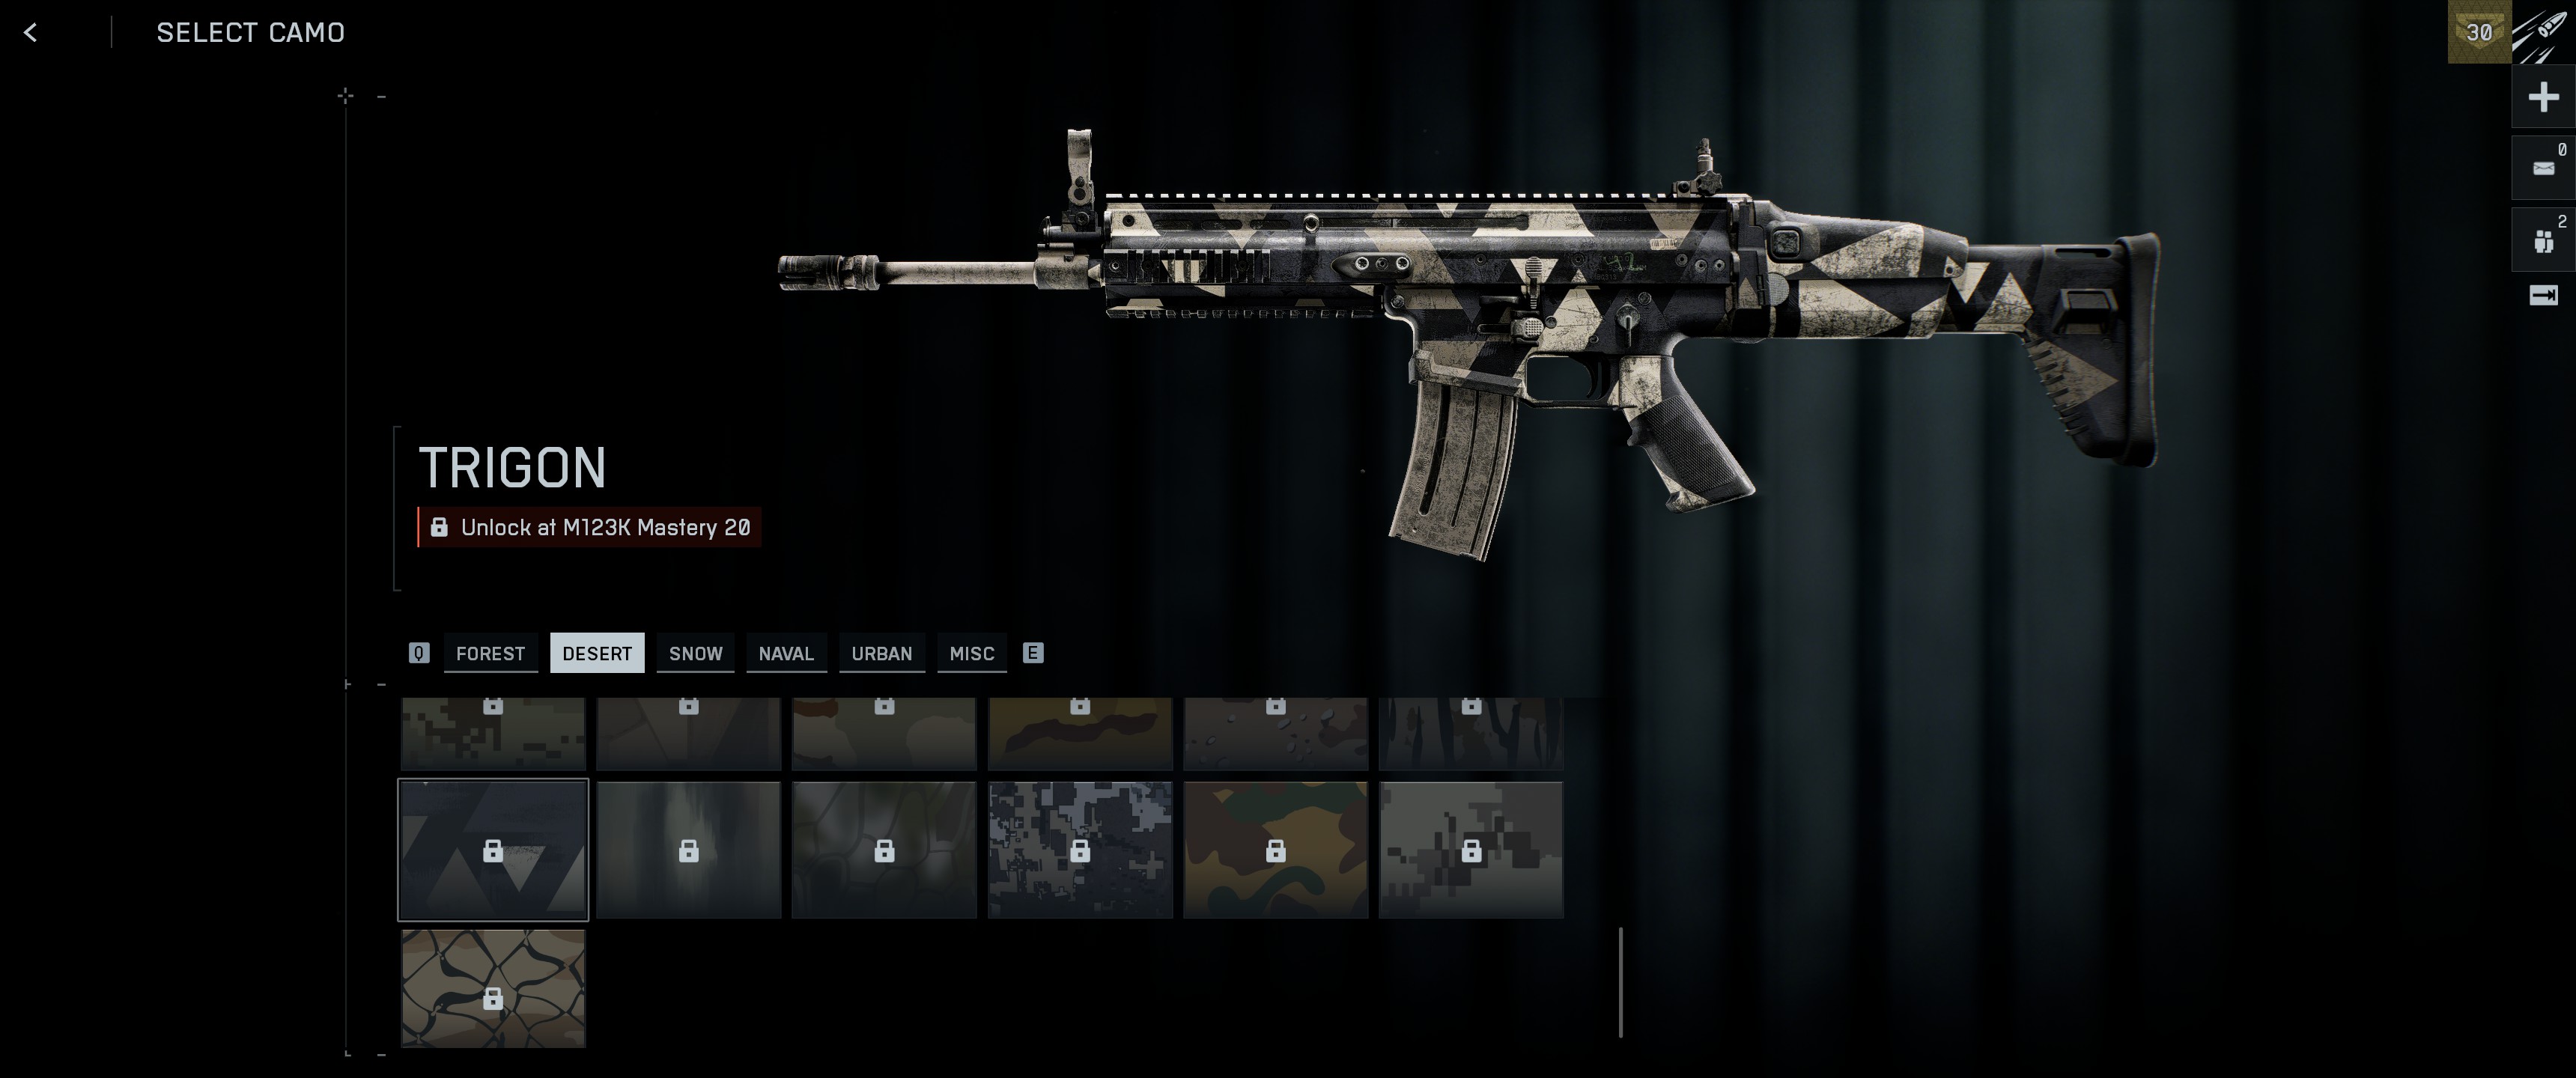 SELECT CAMO
30
0
2
TRIGON
Unlock at M123K Mastery 20
Q FOREST DESERT SNOW NAVAL URBAN MISC E